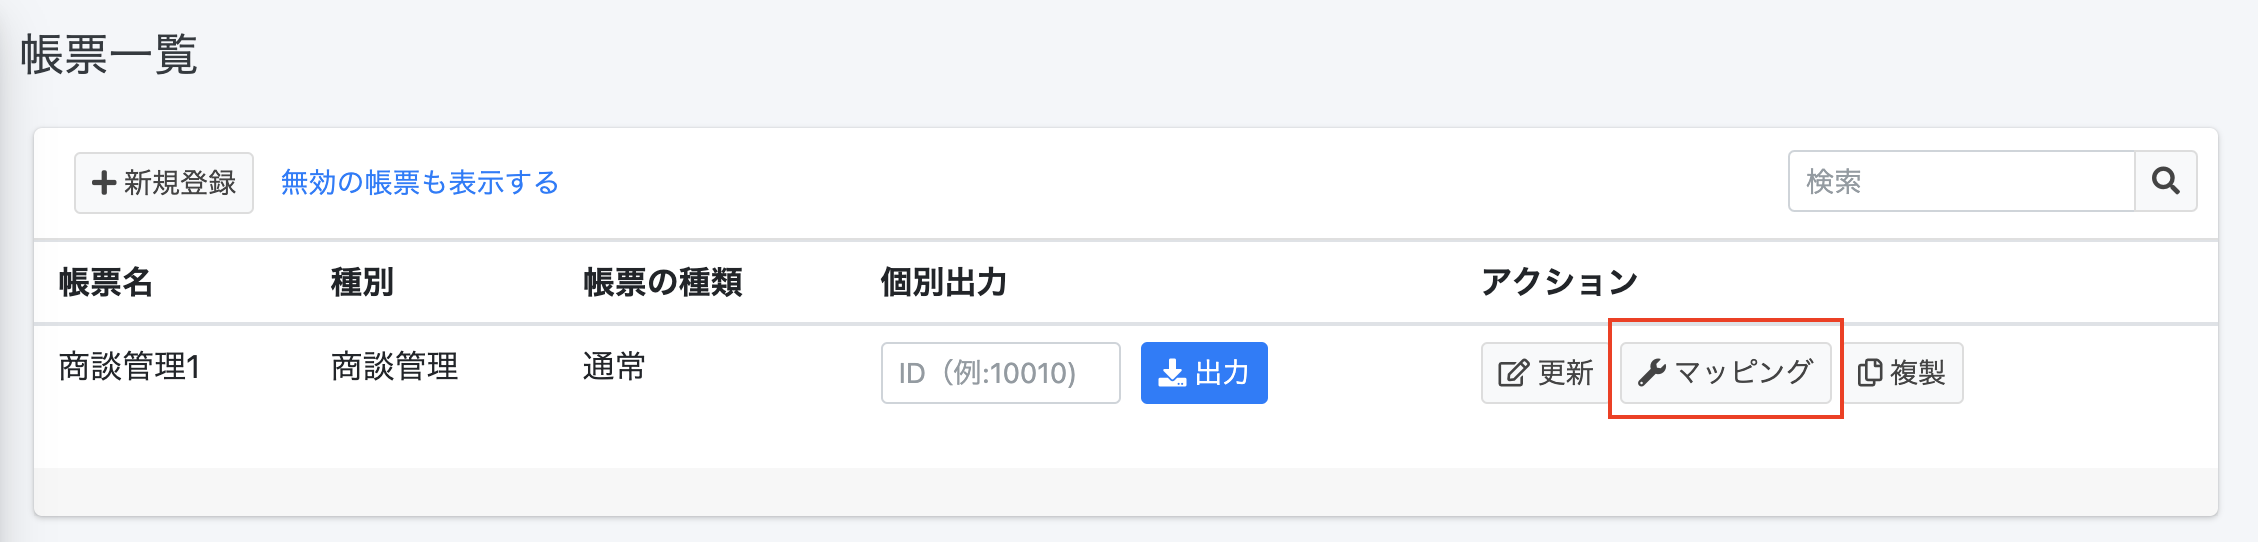 帳票一覧
新規登録 無効の帳票も表示する 検索
帳票名 種別 帳票の種類 個別出力 アクション
商談管理1 商談管理 通常 ID（例:10010) 出力 更新 マッピング 複製